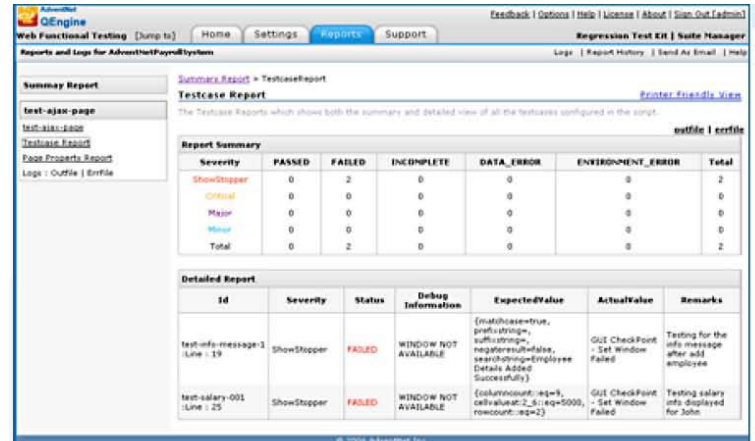 AdventNet
QEngine
Feedback | Options | Help | License | About | Sign Out [admin]
Web Functional Testing [Jump to]
Home
Settings
Reports
Support
Regression Test Kit | Suite Manager
Reports and Logs for AdventNetPayrollSystem
Logs | Report History | Send As Email | Help
Summay Report
test-ajax-page
test-ajax-page
Testcase Report
Page Properts Report
Logs : Outfile | ErrFile
Summary Report > TestcaseReport
Testcase Report
Printer Friendly View
The Testcase Reports which shows both the summary and detailed view of all the testcases configured in the script.
outfile | errfile
Report Summary
Severity PASSED FAILED INCOMPLETE DATA_ERROR ENVIRONMENT_ERROR Total
ShowStopper 0 2 0 0 0 2
Critical 0 0 0 0 0 0
Major 0 0 0 0 0 0
Minor 0 0 0 0 0 0
Total 0 2 0 0 0 2
Detailed Report
Id Severity Status Debug Information ExpectedValue ActualValue Remarks
test-info-message-1 :Line : 19
ShowStopper
FAILED
WINDOW NOT AVAILABLE
{matchcase=true,
prefixstring=,
suffixstring=,
negateresult=false,
searchstring=Employee
Details Added
Successfully}
GUI CheckPoint
- Set Window
Failed
Testing for the
info message
after add
employee
test-salary-001
:Line : 25
ShowStopper
FAILED
WINDOW NOT
AVAILABLE
{columncount::eq=9,
cellvalueat:2_6::eq=5000,
rowcount::eq=2}
GUI CheckPoint
- Set Window
Failed
Testing salary
info displayed
for John
© 2006 AdventNet Inc.